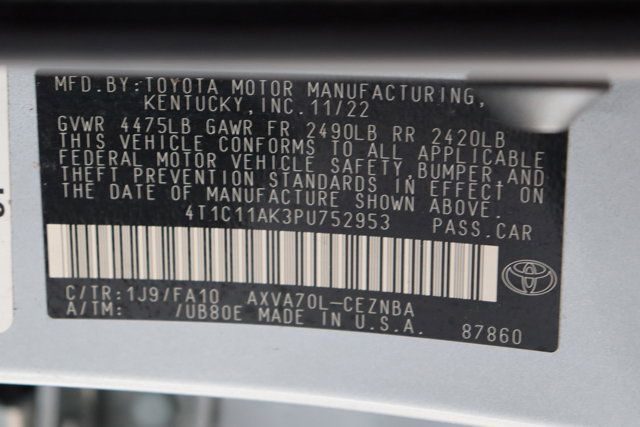 MFD.BY:TOYOTA MOTOR MANUFACTURING,
KENTUCKY,INC.11/22
GVWR 4475LB GAWR FR 2490LB RR 2420LB
THIS VEHICLE CONFORMS TO ALL APPLICABLE
FEDERAL MOTOR VEHICLE SAFETY,BUMPER,AND
THEFT PREVENTION STANDARDS IN EFFECT ON
THE DATE OF MANUFACTURE SHOWN ABOVE.
4T1C11AK3PU752953 PASS.CAR
C/TR:1J9/FA10 AXVA70L-CEZNBA
A/TM: /UB80E MADE IN U.S.A. 87860